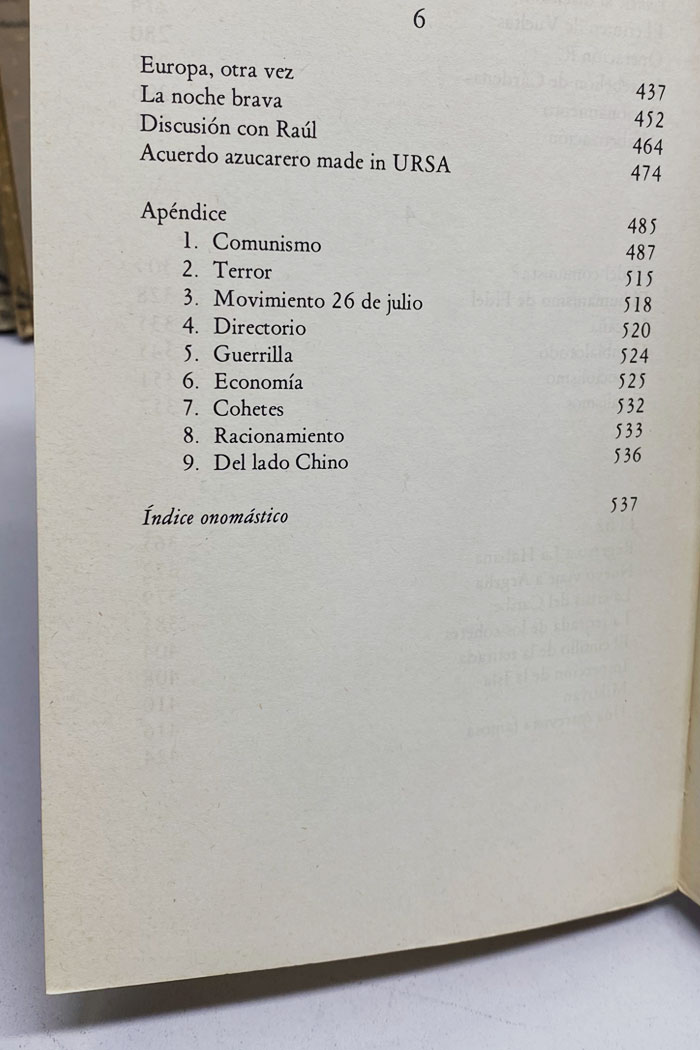 6
Europa, otra vez 437
La noche brava 452
Discusión con Raúl 464
Acuerdo azucarero made in URSA 474
Apéndice 485
1. Comunismo 487
2. Terror 515
3. Movimiento 26 de julio 518
4. Directorio 520
5. Guerrilla 524
6. Economía 525
7. Cohetes 532
8. Racionamiento 533
9. Del lado Chino 536
Índice onomástico 537